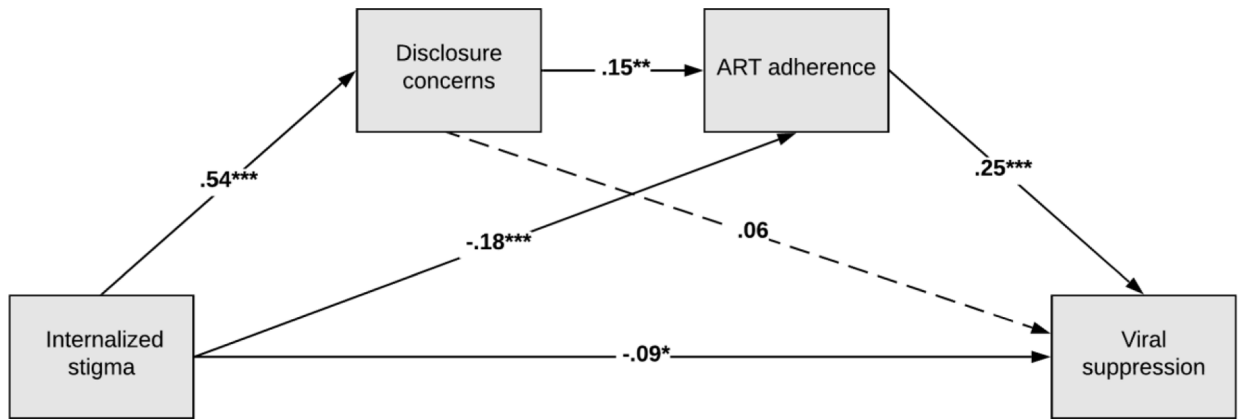 Disclosure
concerns
.15**
ART adherence
.54***
.25***
-.18***
.06
Internalized
stigma
-.09*
Viral
suppression